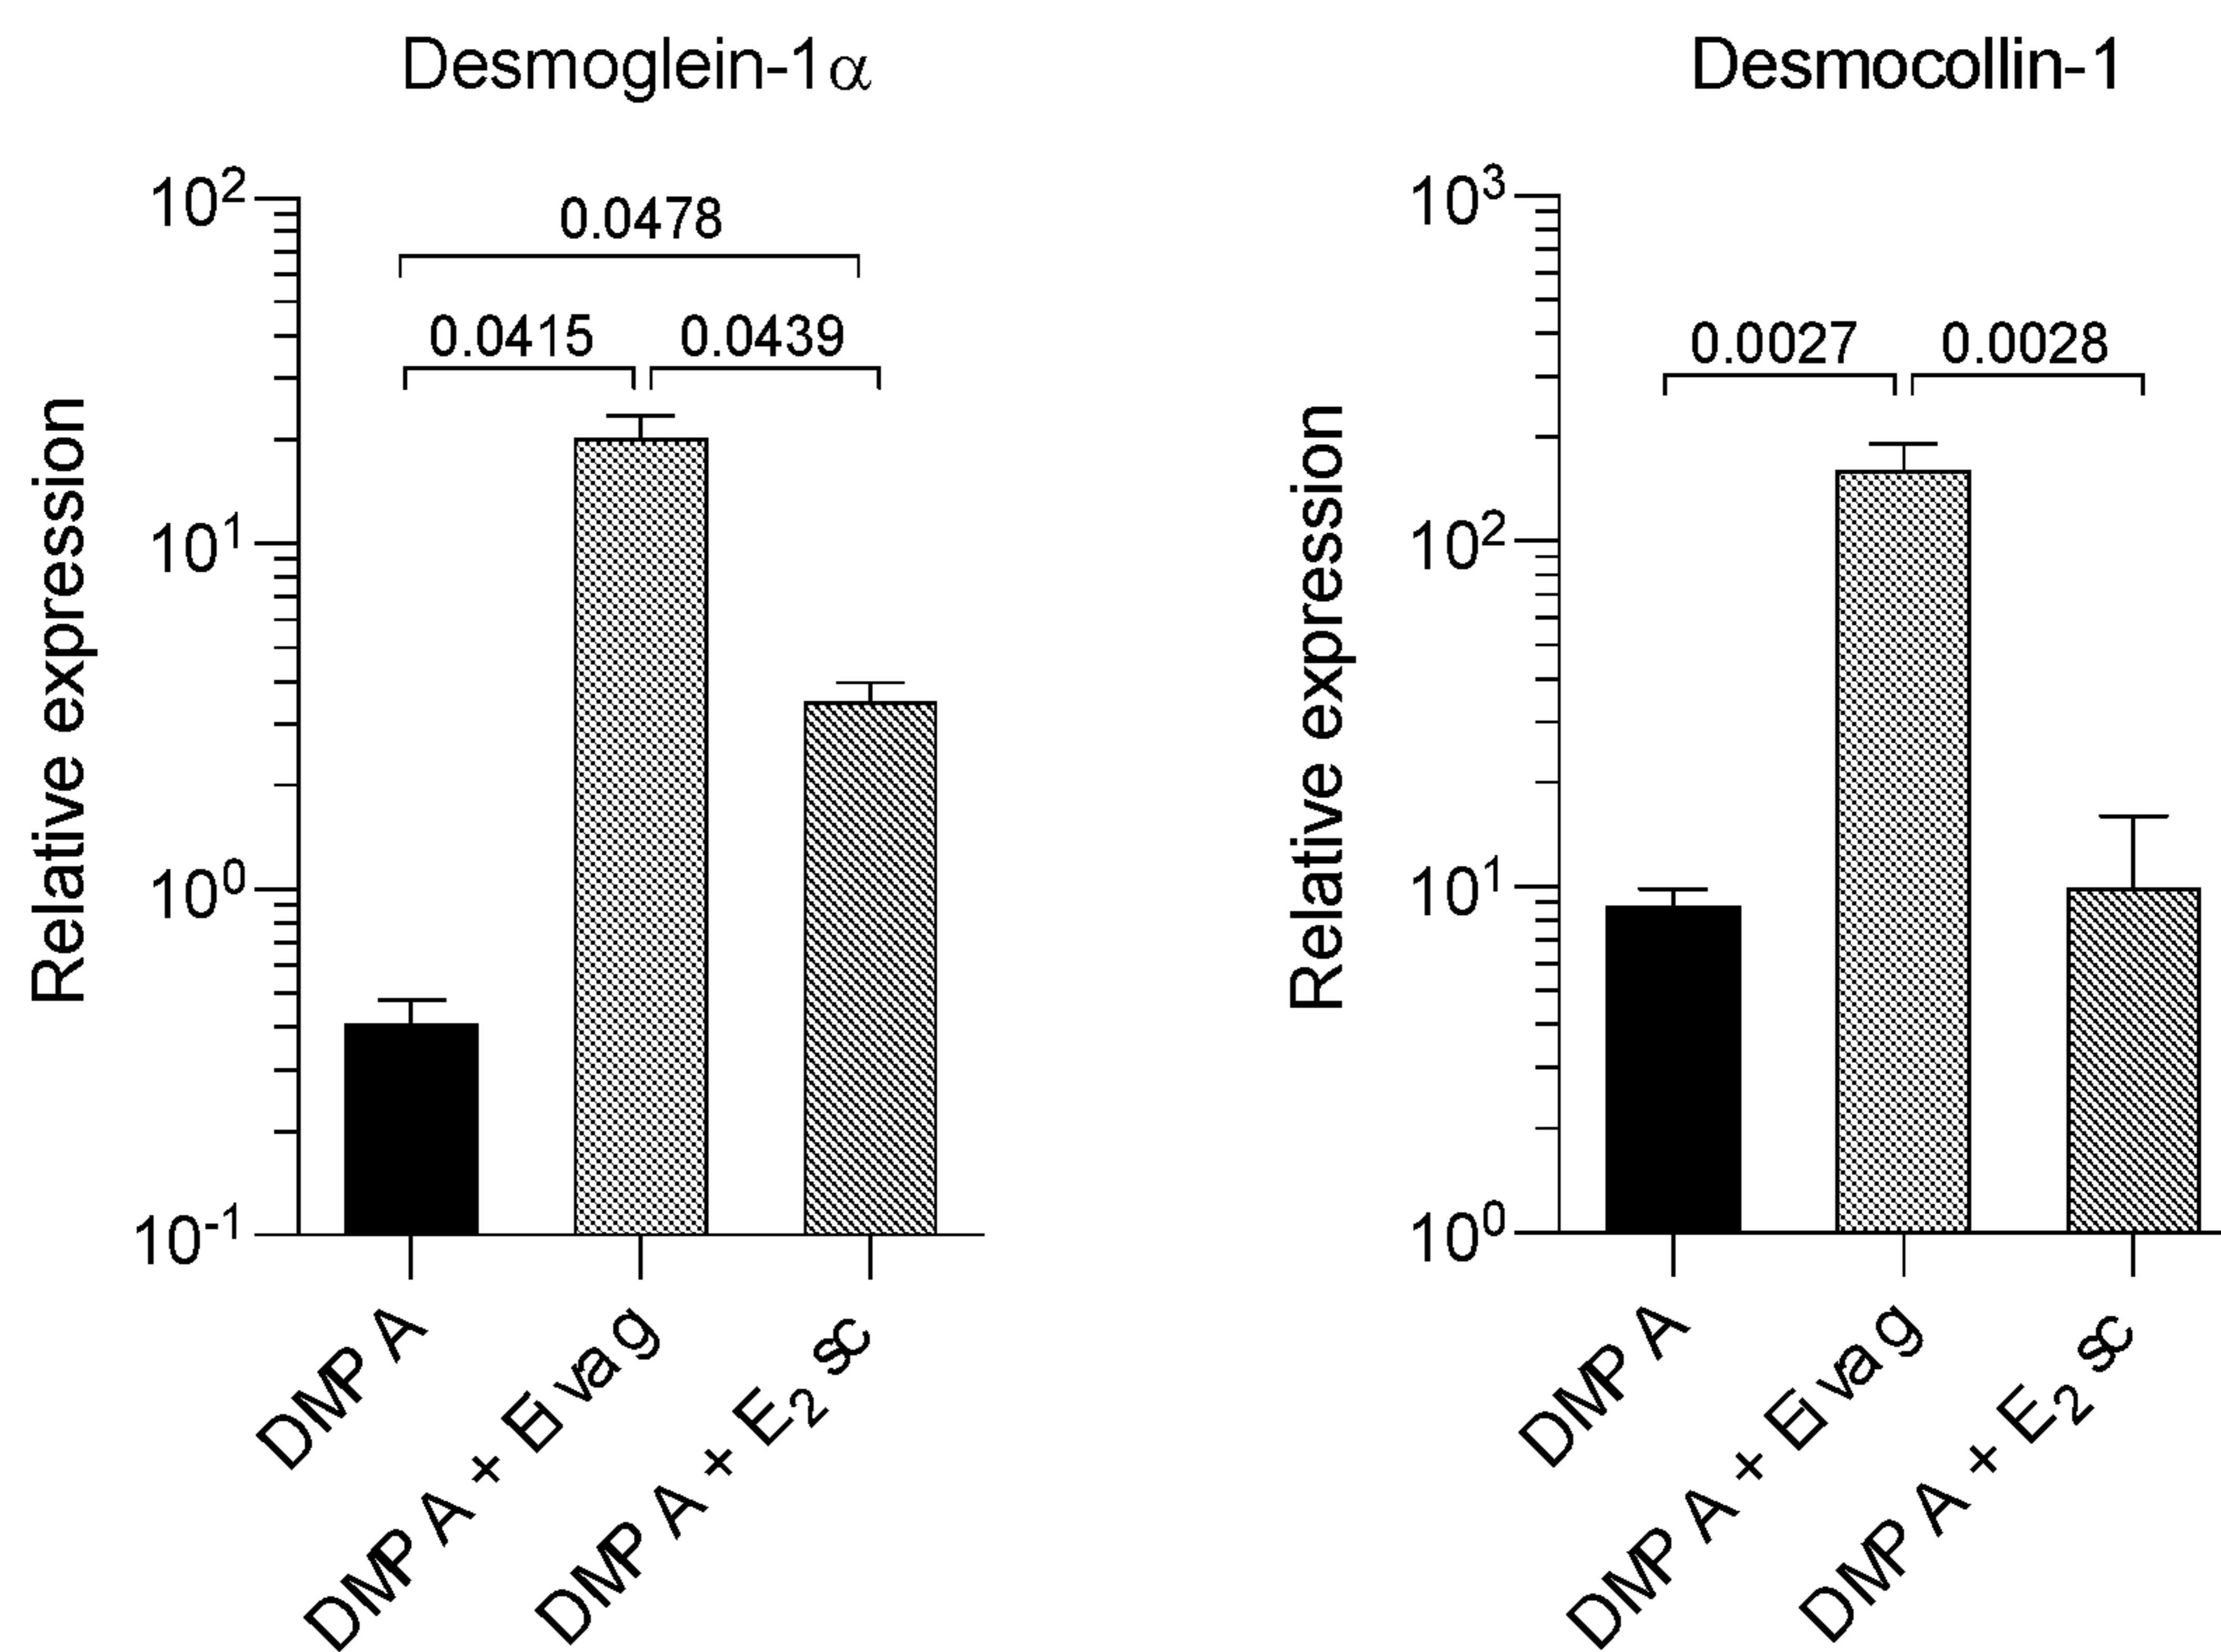 Desmoglein-1α
Relative expression
10²
10¹
10⁰
10⁻¹
0.0478
0.0415
0.0439
DMPA
DMPA + Ei vag
DMPA + E₂ sc
Desmocollin-1
Relative expression
10³
10²
10¹
10⁰
0.0027
0.0028
DMPA
DMPA + Ei vag
DMPA + E₂ sc